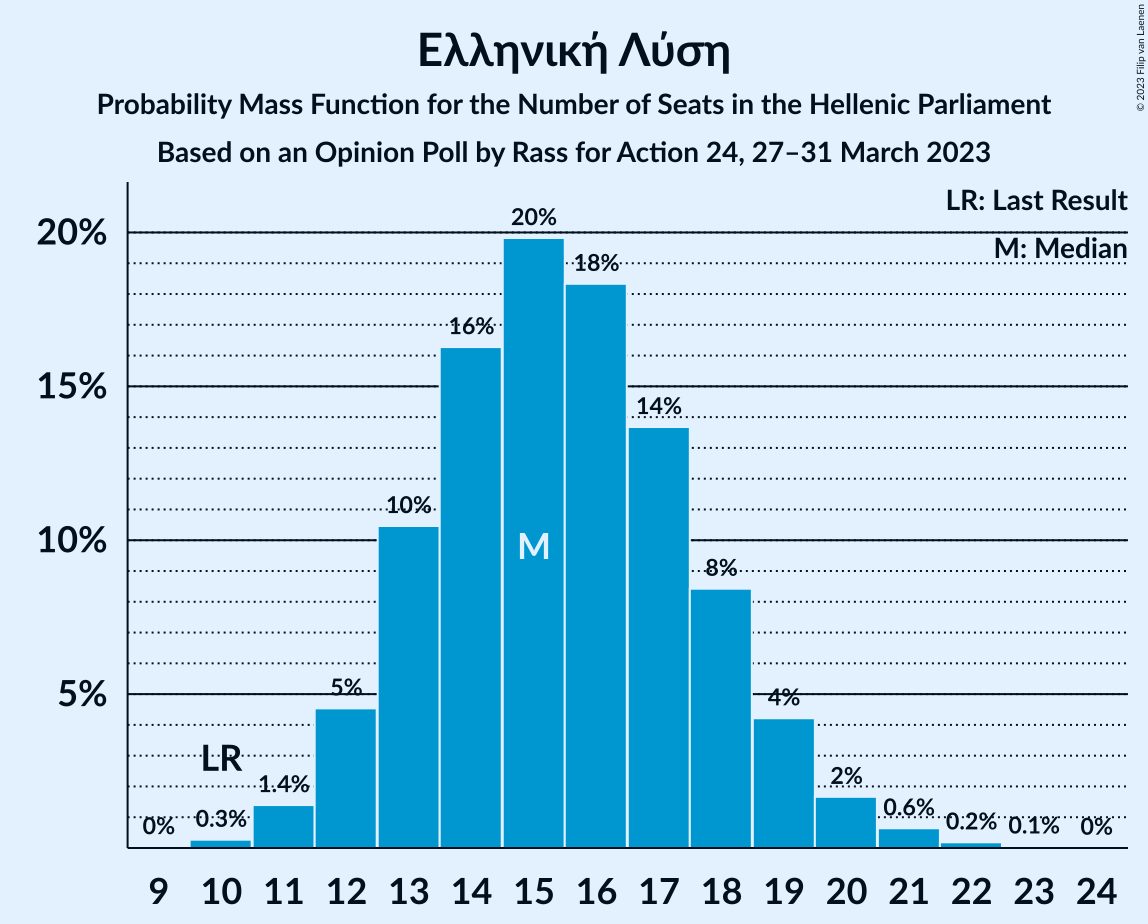 Ελληνική Λύση
Probability Mass Function for the Number of Seats in the Hellenic Parliament
Based on an Opinion Poll by Rass for Action 24, 27–31 March 2023
© 2023 Filip van Laenen
LR: Last Result
M: Median
20%
15%
10%
5%
0%
0.3%
1.4%
5%
10%
16%
20%
18%
14%
8%
4%
2%
0.6%
0.2%
0.1%
0%
LR
M
9 10 11 12 13 14 15 16 17 18 19 20 21 22 23 24